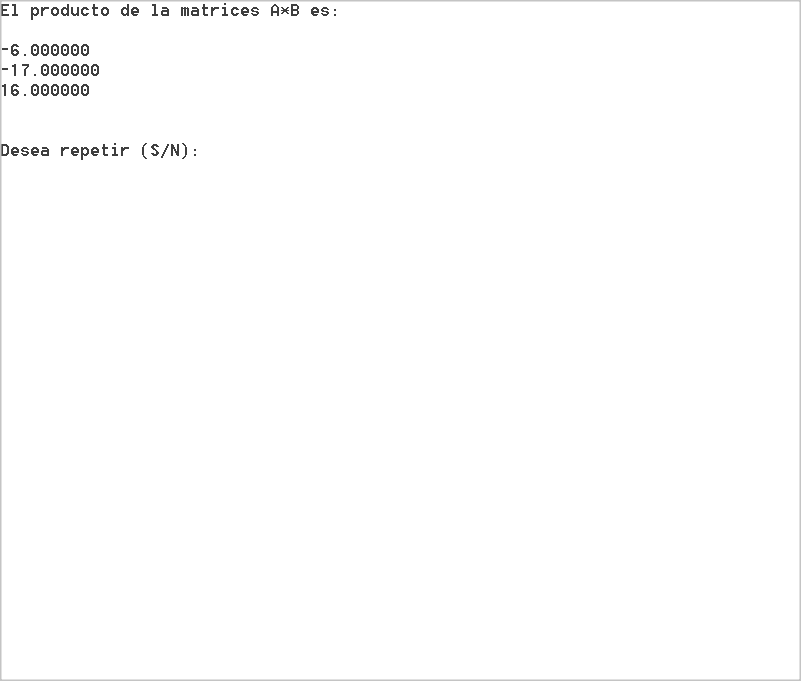 El producto de la matrices A*B es:
-6.000000
-17.000000
16.000000
Desea repetir (S/N):